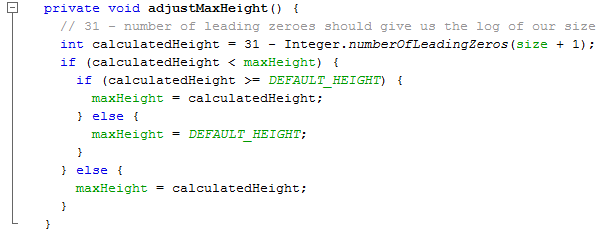 private void adjustMaxHeight() {
// 31 - number of leading zeroes should give us the log of our size
int calculatedHeight = 31 - Integer.numberOfLeadingZeros(size + 1);
if (calculatedHeight < maxHeight) {
if (calculatedHeight >= DEFAULT_HEIGHT) {
maxHeight = calculatedHeight;
} else {
maxHeight = DEFAULT_HEIGHT;
}
} else {
maxHeight = calculatedHeight;
}
}